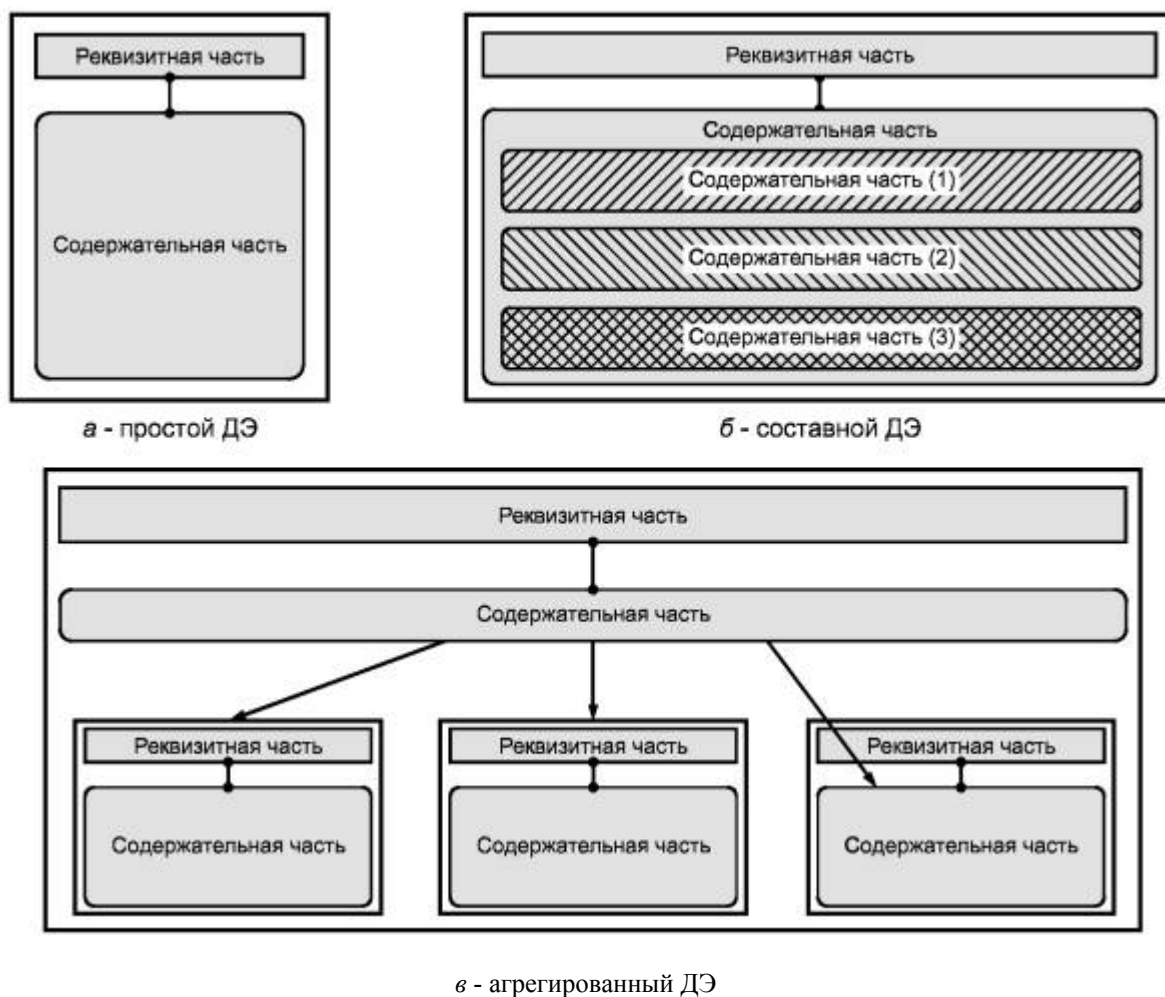 Реквизитная часть
Содержательная часть
а - простой ДЭ
Реквизитная часть
Содержательная часть
Содержательная часть (1)
Содержательная часть (2)
Содержательная часть (3)
б - составной ДЭ
Реквизитная часть
Содержательная часть
Реквизитная часть
Содержательная часть
Реквизитная часть
Содержательная часть
Реквизитная часть
Содержательная часть
в - агрегированный ДЭ